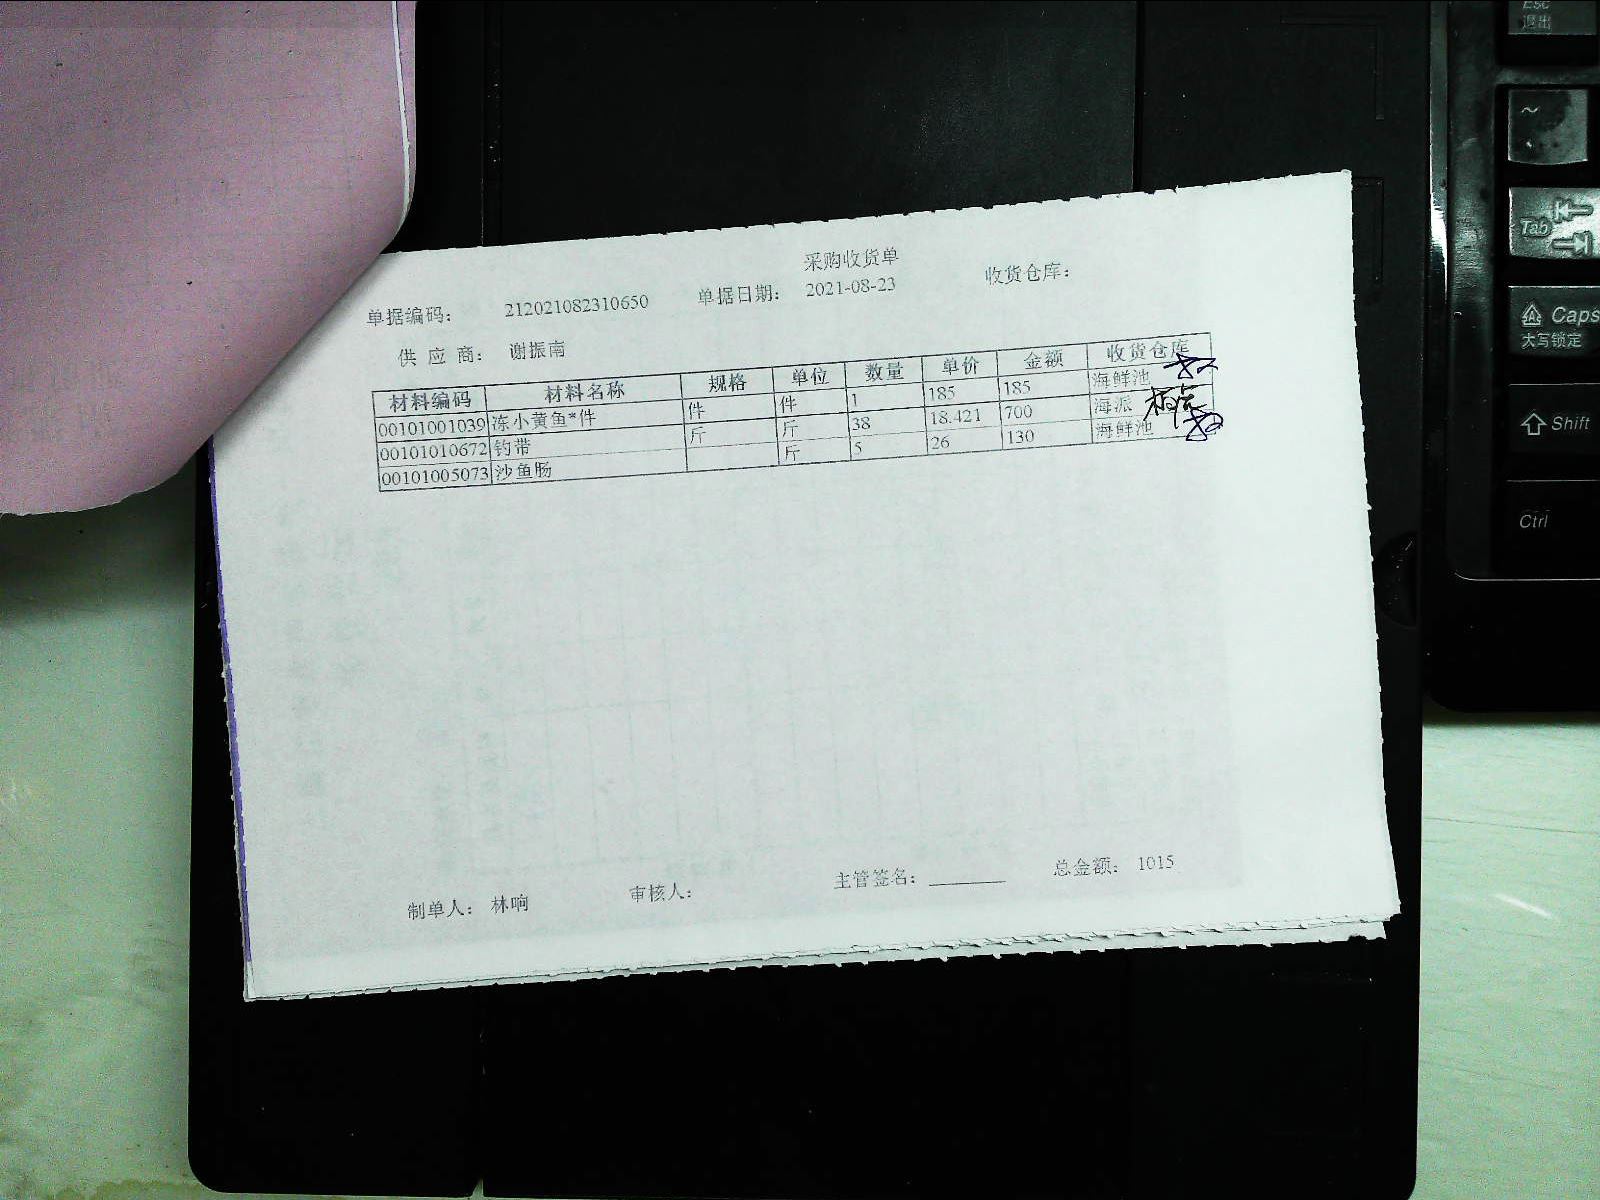 采购收货单
单据编码： 212021082310650 单据日期： 2021-08-23 收货仓库：
供 应 商： 谢振南
材料编码 材料名称 规格 单位 数量 单价 金额 收货仓库
00101001039 冻小黄鱼*件 件 件 1 185 185 海鲜池
00101010672 钓带 斤 斤 38 18.421 700 海派
00101005073 沙鱼肠 斤 5 26 130 海鲜池
制单人： 林响 审核人： 主管签名： 总金额： 1015
Esc
退出
~
Tab
Caps
大写锁定
Shift
Ctrl